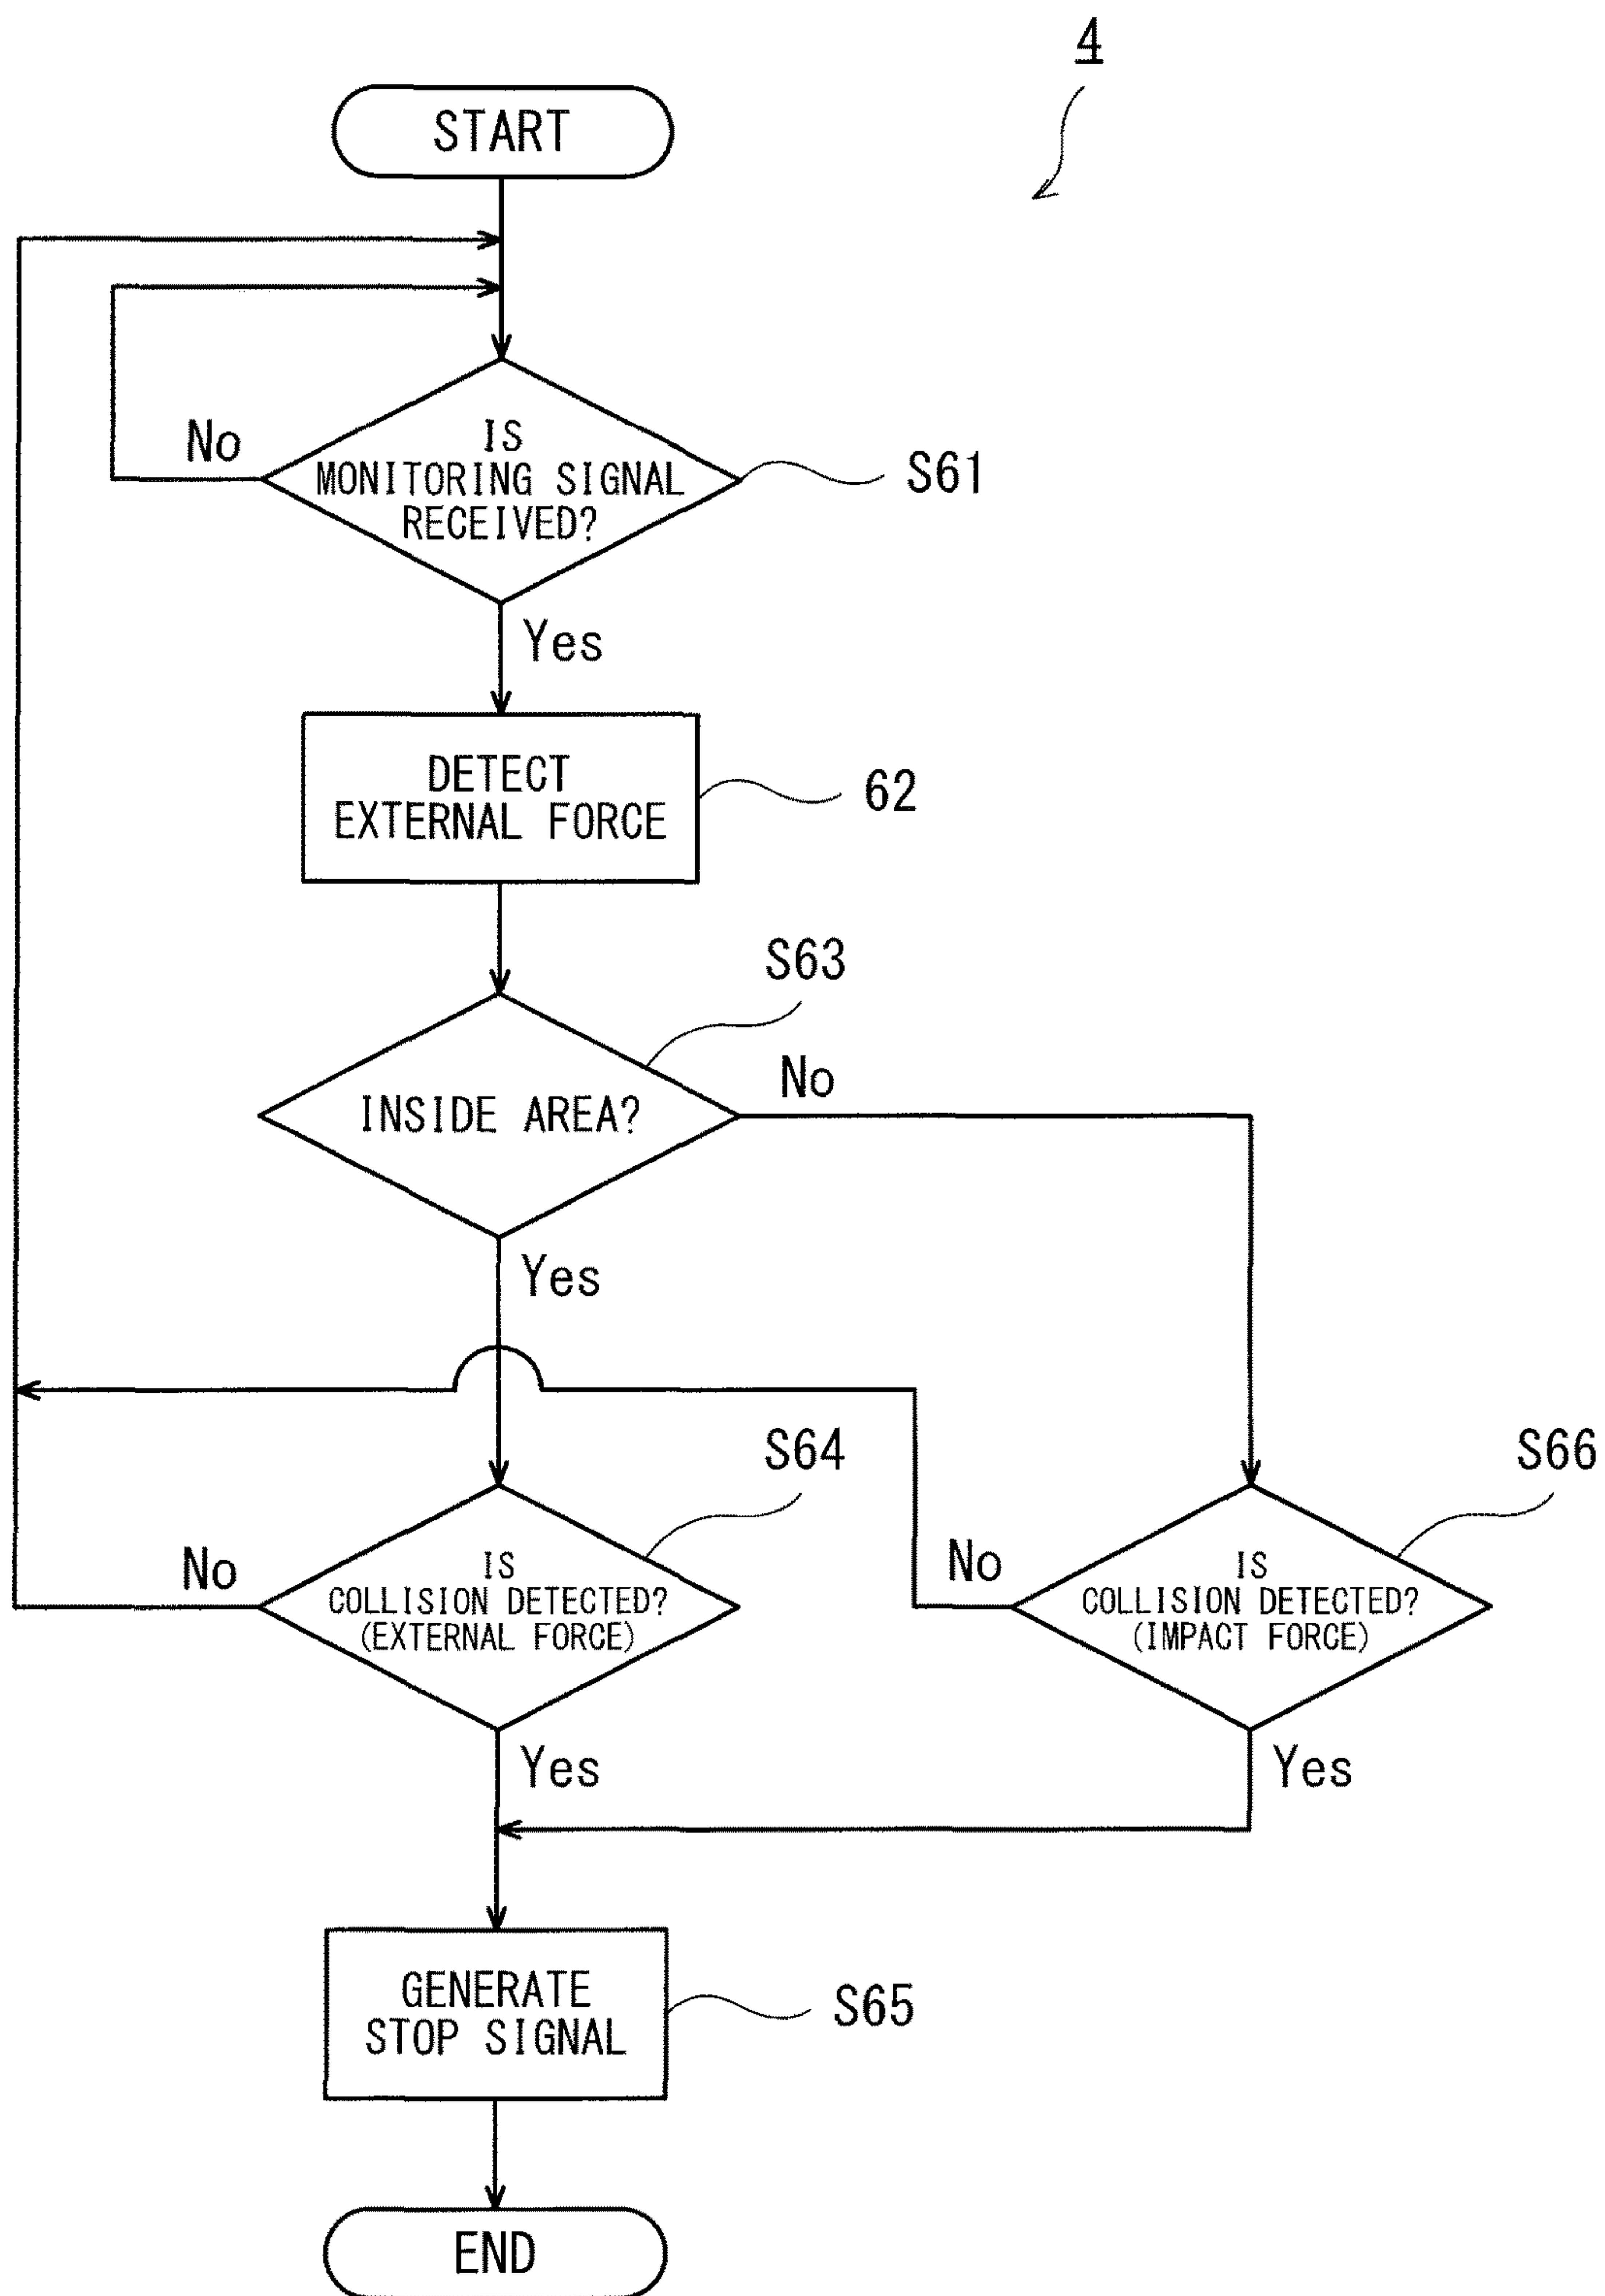 4
START
No
IS
MONITORING SIGNAL
RECEIVED?
S61
Yes
DETECT
EXTERNAL FORCE
62
S63
INSIDE AREA?
No
Yes
S64
S66
No
IS
COLLISION DETECTED?
(EXTERNAL FORCE)
No
IS
COLLISION DETECTED?
(IMPACT FORCE)
Yes
Yes
GENERATE
STOP SIGNAL
S65
END